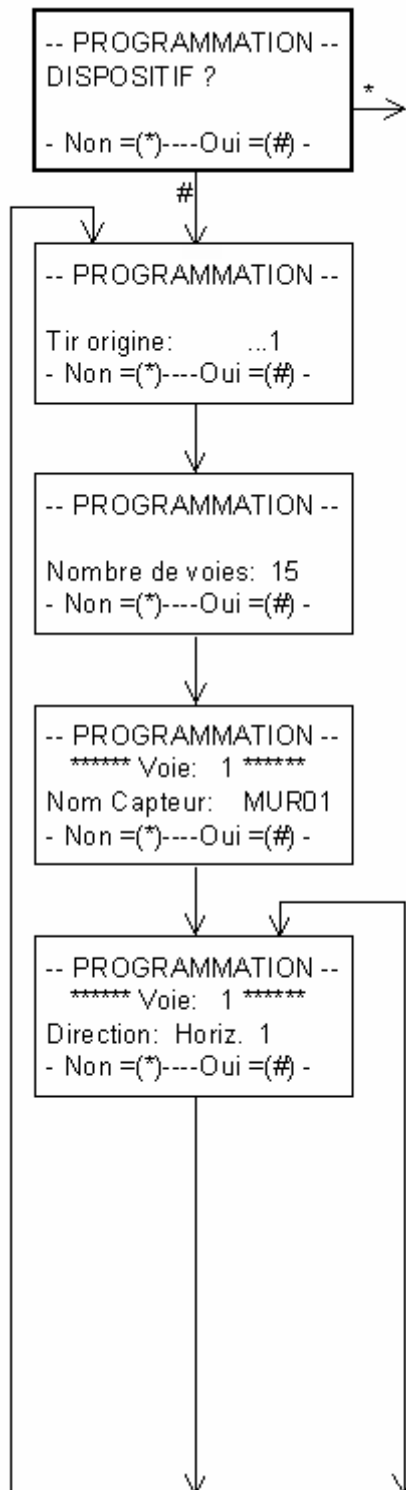 -- PROGRAMMATION --
DISPOSITIF ?
- Non =(*)----Oui =(#) -
*
#
-- PROGRAMMATION --
Tir origine: ...1
- Non =(*)----Oui =(#) -
-- PROGRAMMATION --
Nombre de voies: 15
- Non =(*)----Oui =(#) -
-- PROGRAMMATION --
****** Voie: 1 ******
Nom Capteur: MUR01
- Non =(*)----Oui =(#) -
-- PROGRAMMATION --
****** Voie: 1 ******
Direction: Horiz. 1
- Non =(*)----Oui =(#) -